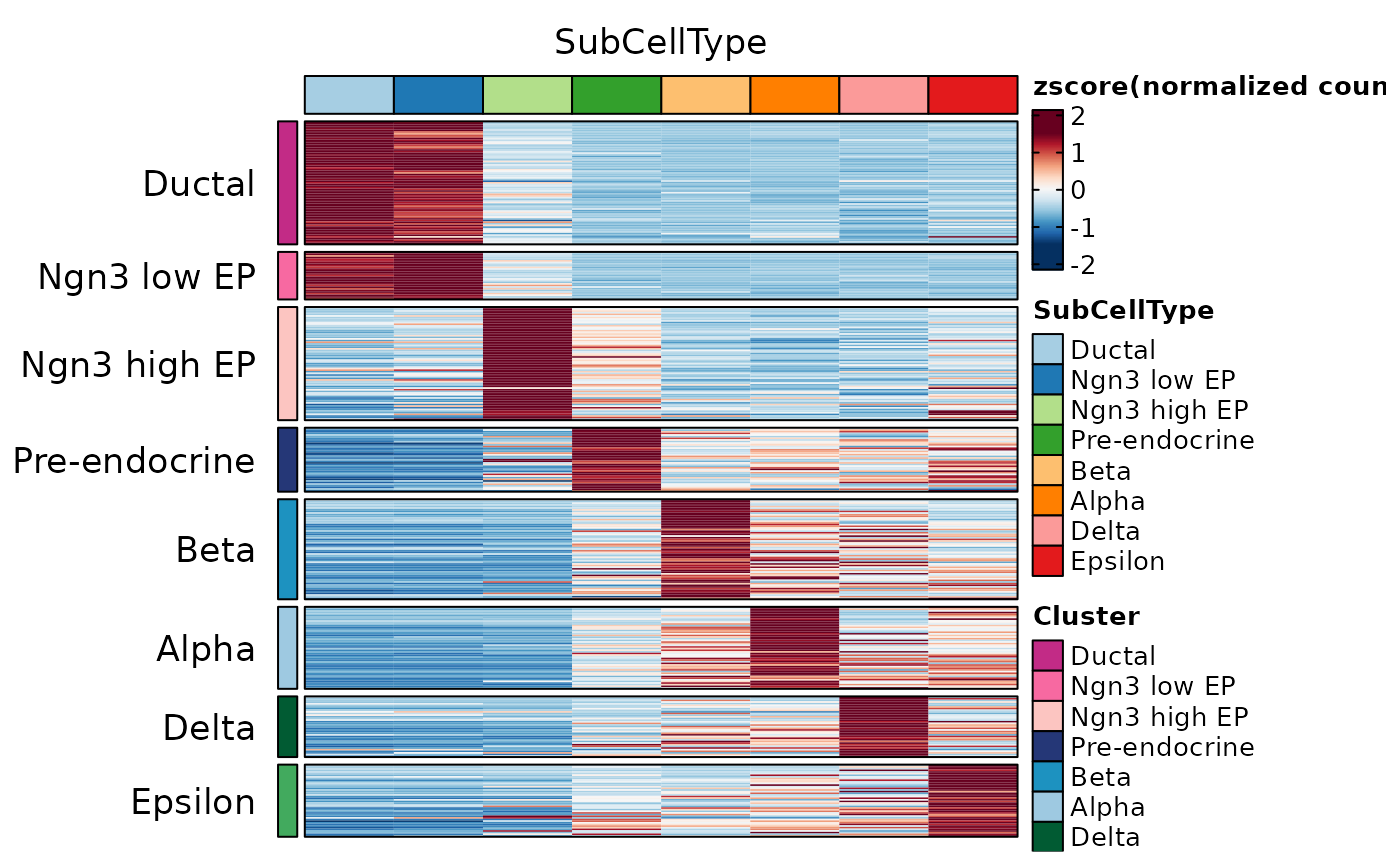 SubCellType
Ductal
Ngn3 low EP
Ngn3 high EP
Pre-endocrine
Beta
Alpha
Delta
Epsilon
zscore(normalized coun
2
1
0
-1
-2
SubCellType
Ductal
Ngn3 low EP
Ngn3 high EP
Pre-endocrine
Beta
Alpha
Delta
Epsilon
Cluster
Ductal
Ngn3 low EP
Ngn3 high EP
Pre-endocrine
Beta
Alpha
Delta